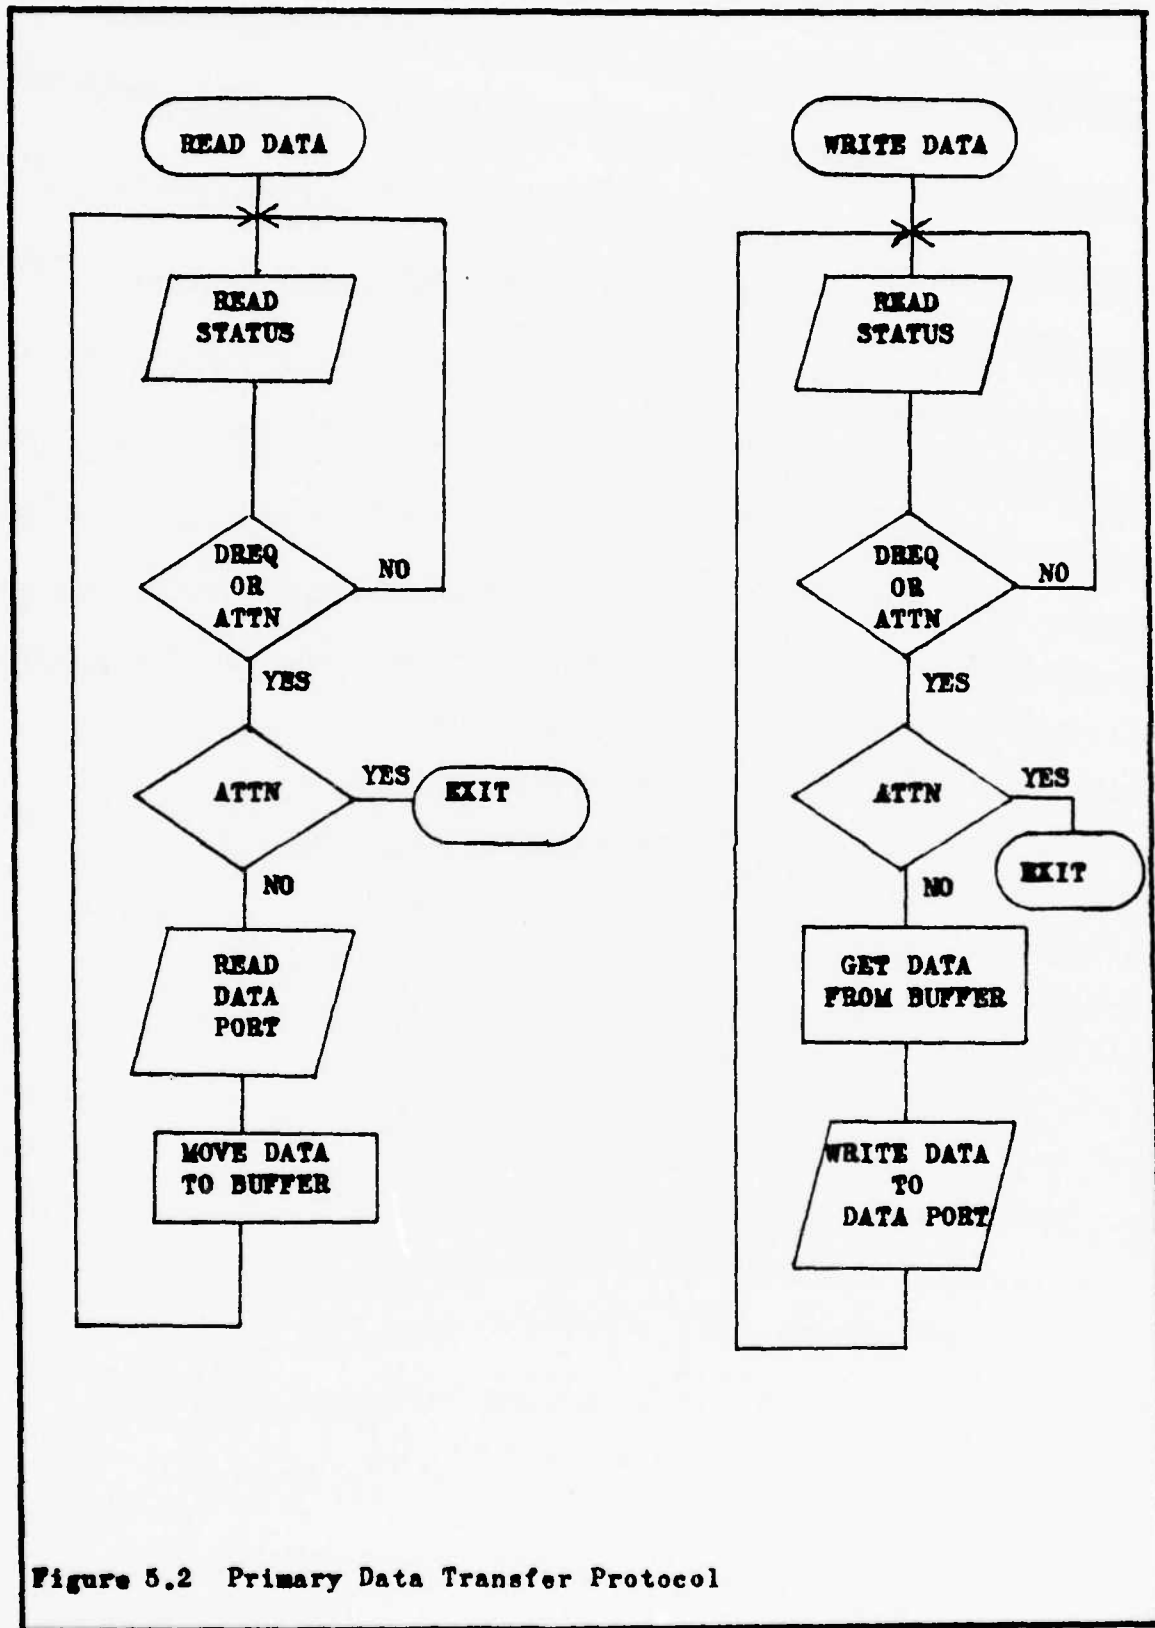 READ DATA
READ
STATUS
DREQ
OR
ATTN
NO
YES
ATTN
YES
EXIT
NO
READ
DATA
PORT
MOVE DATA
TO BUFFER
WRITE DATA
READ
STATUS
DREQ
OR
ATTN
NO
YES
ATTN
YES
EXIT
NO
GET DATA
FROM BUFFER
WRITE DATA
TO
DATA PORT
Figure 5.2 Primary Data Transfer Protocol